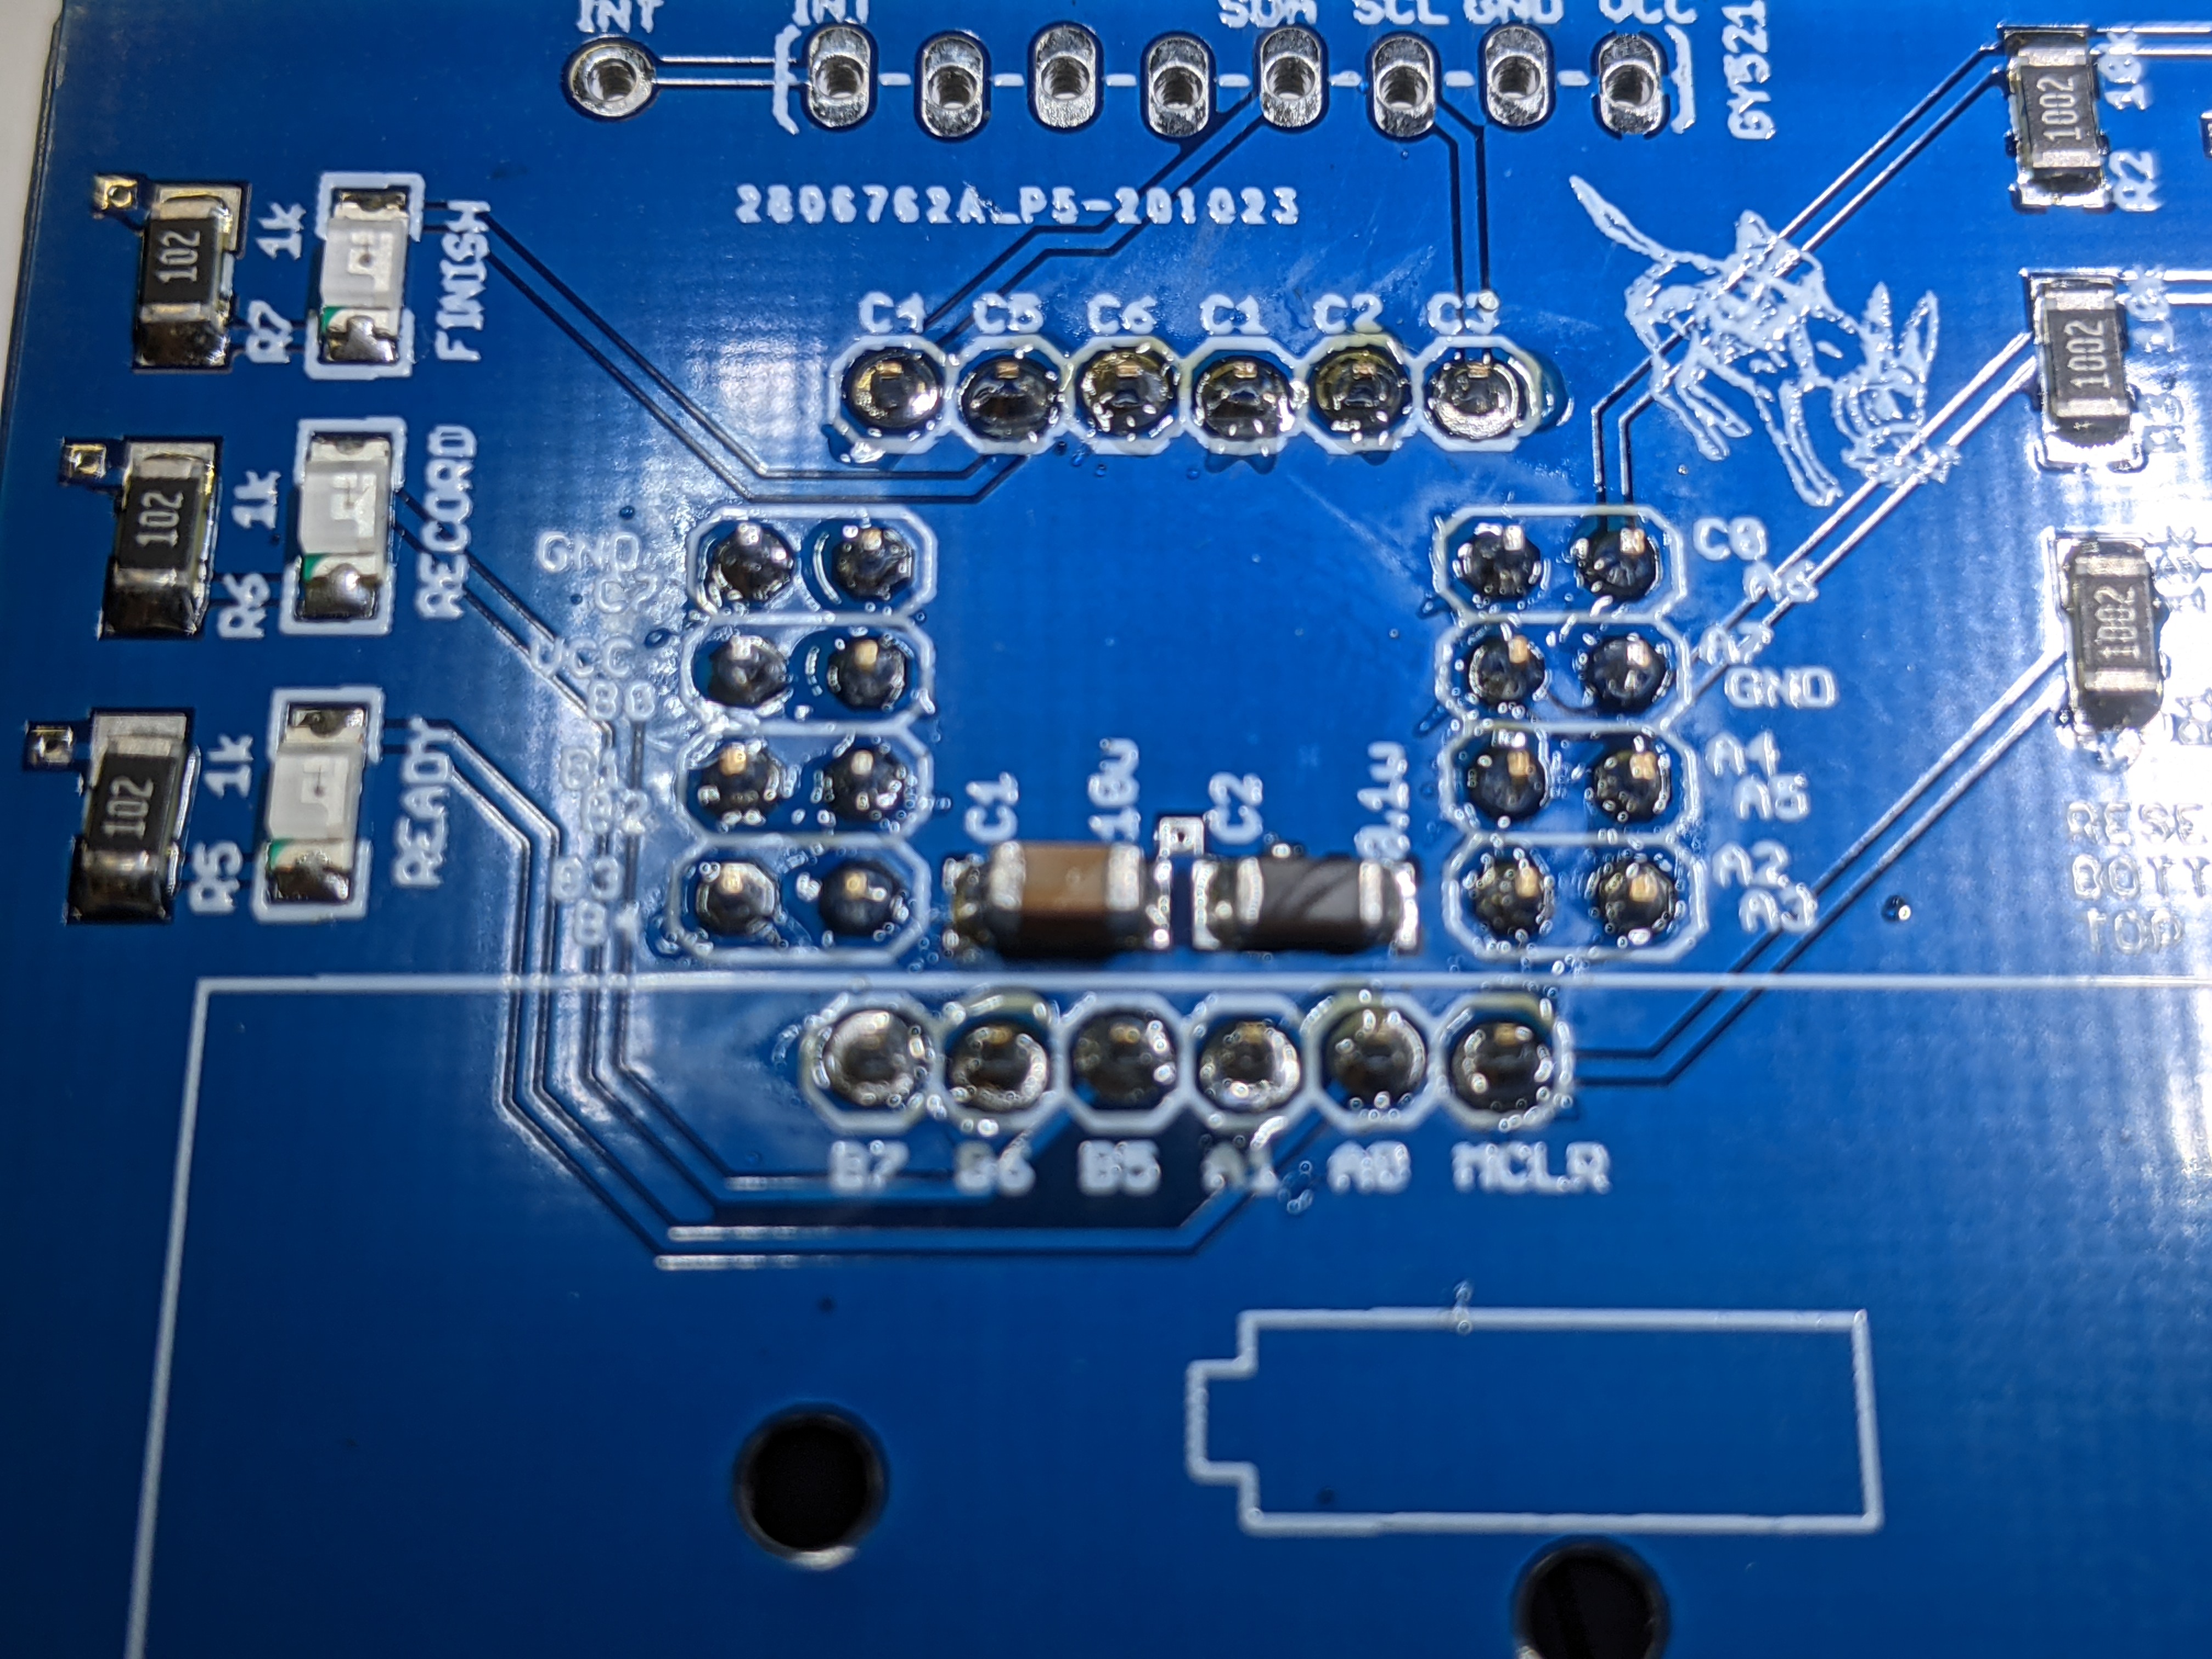 INT INT SDA SCL GND VCC
GY521
2806762A_P5-201023
102 R7 1k FINISH
102 R6 1k RECORD
102 R5 1k READY
1002 10k R2
1002 10k
1002
C4 C5 C6 C1 C2 C3
GND
C7
VCC
B0
B1
B2
B3
B4
C0
A6
A7
GND
A4
A5
A2
A3
C1 10u C2 0.1u
B7 B6 B5 A1 A0 MCLR